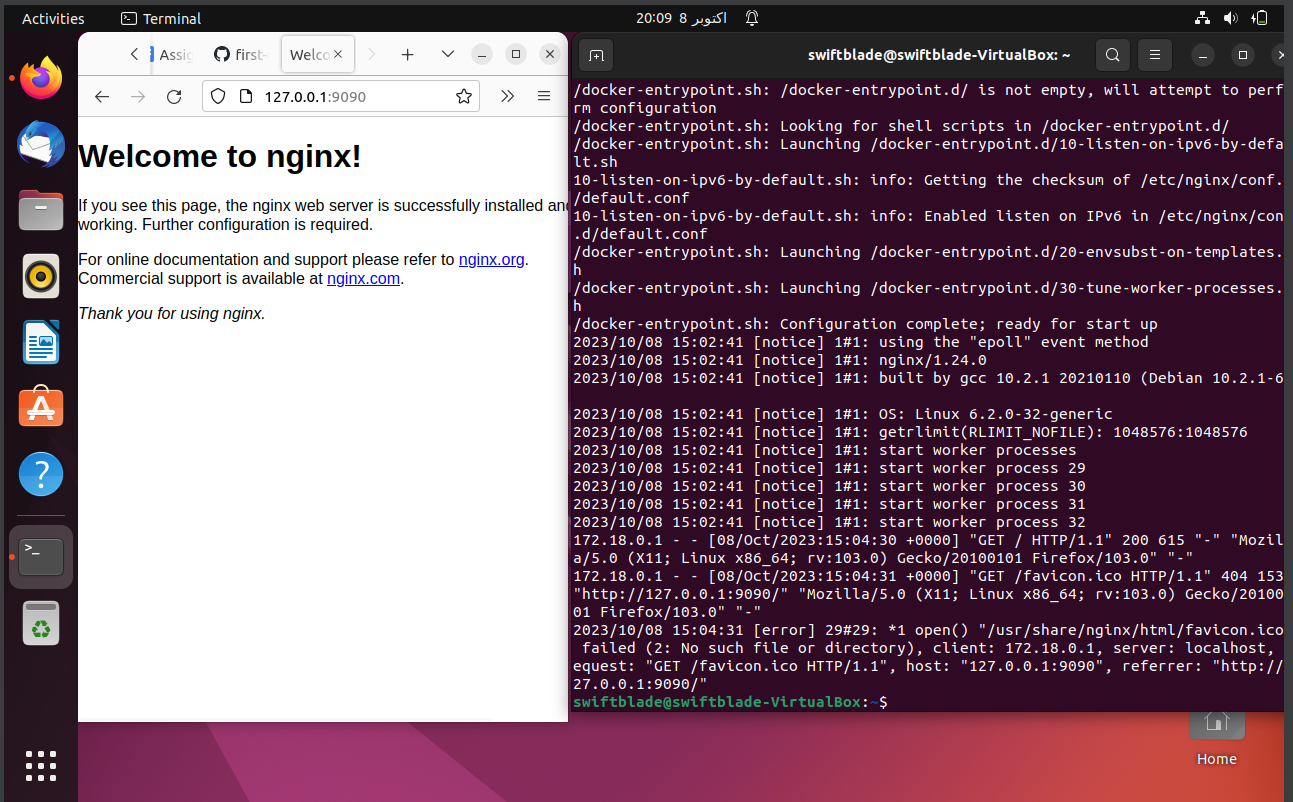 Activities
Terminal
20:09 8 اکتوبر
Assig
first-
Welco
127.0.0.1:9090
Welcome to nginx!
If you see this page, the nginx web server is successfully installed and
working. Further configuration is required.
For online documentation and support please refer to nginx.org.
Commercial support is available at nginx.com.
Thank you for using nginx.
swiftblade@swiftblade-VirtualBox: ~
/docker-entrypoint.sh: /docker-entrypoint.d/ is not empty, will attempt to perf
rm configuration
/docker-entrypoint.sh: Looking for shell scripts in /docker-entrypoint.d/
/docker-entrypoint.sh: Launching /docker-entrypoint.d/10-listen-on-ipv6-by-defa
lt.sh
10-listen-on-ipv6-by-default.sh: info: Getting the checksum of /etc/nginx/conf.
/default.conf
10-listen-on-ipv6-by-default.sh: info: Enabled listen on IPv6 in /etc/nginx/con
.d/default.conf
/docker-entrypoint.sh: Launching /docker-entrypoint.d/20-envsubst-on-templates.
h
/docker-entrypoint.sh: Launching /docker-entrypoint.d/30-tune-worker-processes.
h
/docker-entrypoint.sh: Configuration complete; ready for start up
2023/10/08 15:02:41 [notice] 1#1: using the "epoll" event method
2023/10/08 15:02:41 [notice] 1#1: nginx/1.24.0
2023/10/08 15:02:41 [notice] 1#1: built by gcc 10.2.1 20210110 (Debian 10.2.1-6
2023/10/08 15:02:41 [notice] 1#1: OS: Linux 6.2.0-32-generic
2023/10/08 15:02:41 [notice] 1#1: getrlimit(RLIMIT_NOFILE): 1048576:1048576
2023/10/08 15:02:41 [notice] 1#1: start worker processes
2023/10/08 15:02:41 [notice] 1#1: start worker process 29
2023/10/08 15:02:41 [notice] 1#1: start worker process 30
2023/10/08 15:02:41 [notice] 1#1: start worker process 31
2023/10/08 15:02:41 [notice] 1#1: start worker process 32
172.18.0.1 - - [08/Oct/2023:15:04:30 +0000] "GET / HTTP/1.1" 200 615 "-" "Mozil
a/5.0 (X11; Linux x86_64; rv:103.0) Gecko/20100101 Firefox/103.0" "-"
172.18.0.1 - - [08/Oct/2023:15:04:31 +0000] "GET /favicon.ico HTTP/1.1" 404 153
"http://127.0.0.1:9090/" "Mozilla/5.0 (X11; Linux x86_64; rv:103.0) Gecko/20100
01 Firefox/103.0" "-"
2023/10/08 15:04:31 [error] 29#29: *1 open() "/usr/share/nginx/html/favicon.ico
failed (2: No such file or directory), client: 172.18.0.1, server: localhost,
equest: "GET /favicon.ico HTTP/1.1", host: "127.0.0.1:9090", referrer: "http://
27.0.0.1:9090/"
swiftblade@swiftblade-VirtualBox:~$
Home